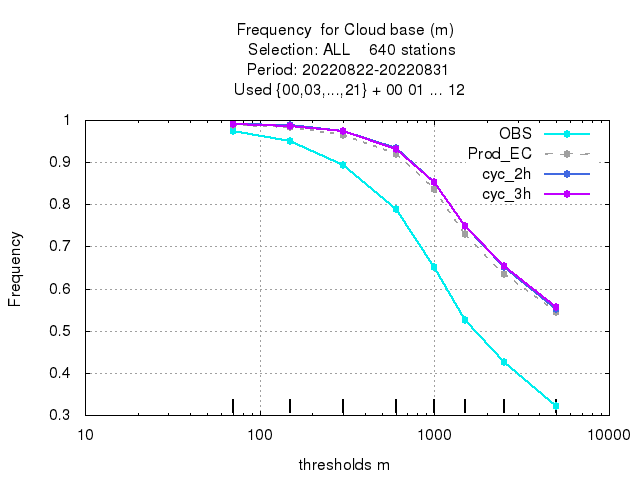 Frequency  for Cloud base (m)
Selection: ALL    640 stations
Period: 20220822-20220831
Used {00,03,...,21} + 00 01 ... 12
OBS
Prod_EC
cyc_2h
cyc_3h
1
0.9
0.8
0.7
0.6
0.5
0.4
0.3
Frequency
10
100
1000
10000
thresholds m